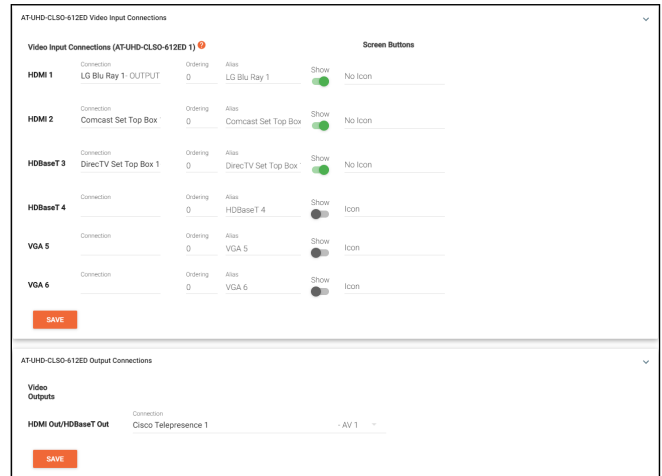 AT-UHD-CLSO-612ED Video Input Connections
Video Input Connections (AT-UHD-CLSO-612ED 1) ?
Screen Buttons
Connection Ordering Alias Show
HDMI 1 LG Blu Ray 1- OUTPUT 0 LG Blu Ray 1 No Icon
Connection Ordering Alias Show
HDMI 2 Comcast Set Top Box 0 Comcast Set Top Box No Icon
Connection Ordering Alias Show
HDBaseT 3 DirecTV Set Top Box 1 0 DirecTV Set Top Box No Icon
Connection Ordering Alias Show
HDBaseT 4 0 HDBaseT 4 Icon
Connection Ordering Alias Show
VGA 5 0 VGA 5 Icon
Connection Ordering Alias Show
VGA 6 0 VGA 6 Icon
SAVE
AT-UHD-CLSO-612ED Output Connections
Video
Outputs
Connection
HDMI Out/HDBaseT Out Cisco Telepresence 1 - AV 1
SAVE